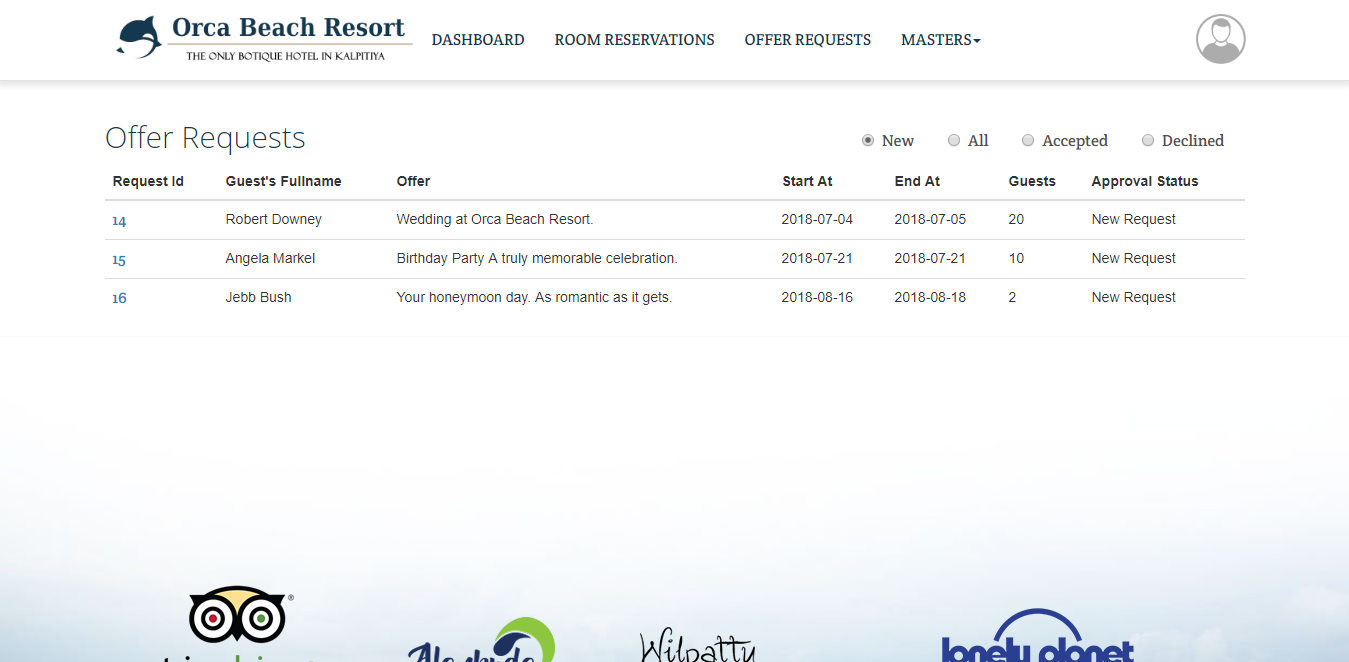 Orca Beach Resort
THE ONLY BOTIQUE HOTEL IN KALPITIYA
DASHBOARD ROOM RESERVATIONS OFFER REQUESTS MASTERS
Offer Requests
New All Accepted Declined
Request Id Guest's Fullname Offer Start At End At Guests Approval Status
14 Robert Downey Wedding at Orca Beach Resort. 2018-07-04 2018-07-05 20 New Request
15 Angela Markel Birthday Party A truly memorable celebration. 2018-07-21 2018-07-21 10 New Request
16 Jebb Bush Your honeymoon day. As romantic as it gets. 2018-08-16 2018-08-18 2 New Request
Wilpatty
lonely planet